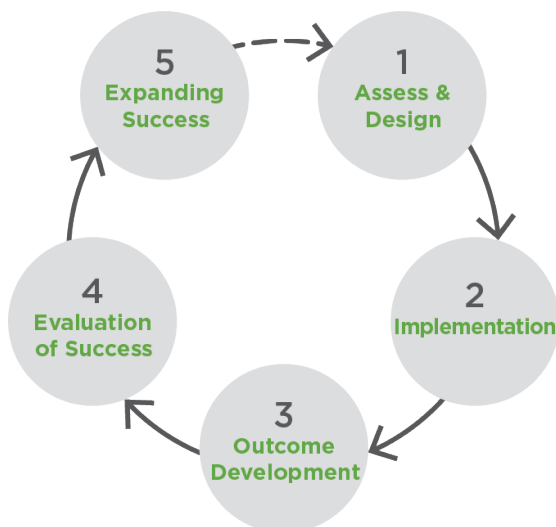 1
Assess &
Design
2
Implementation
3
Outcome
Development
4
Evaluation
of Success
5
Expanding
Success